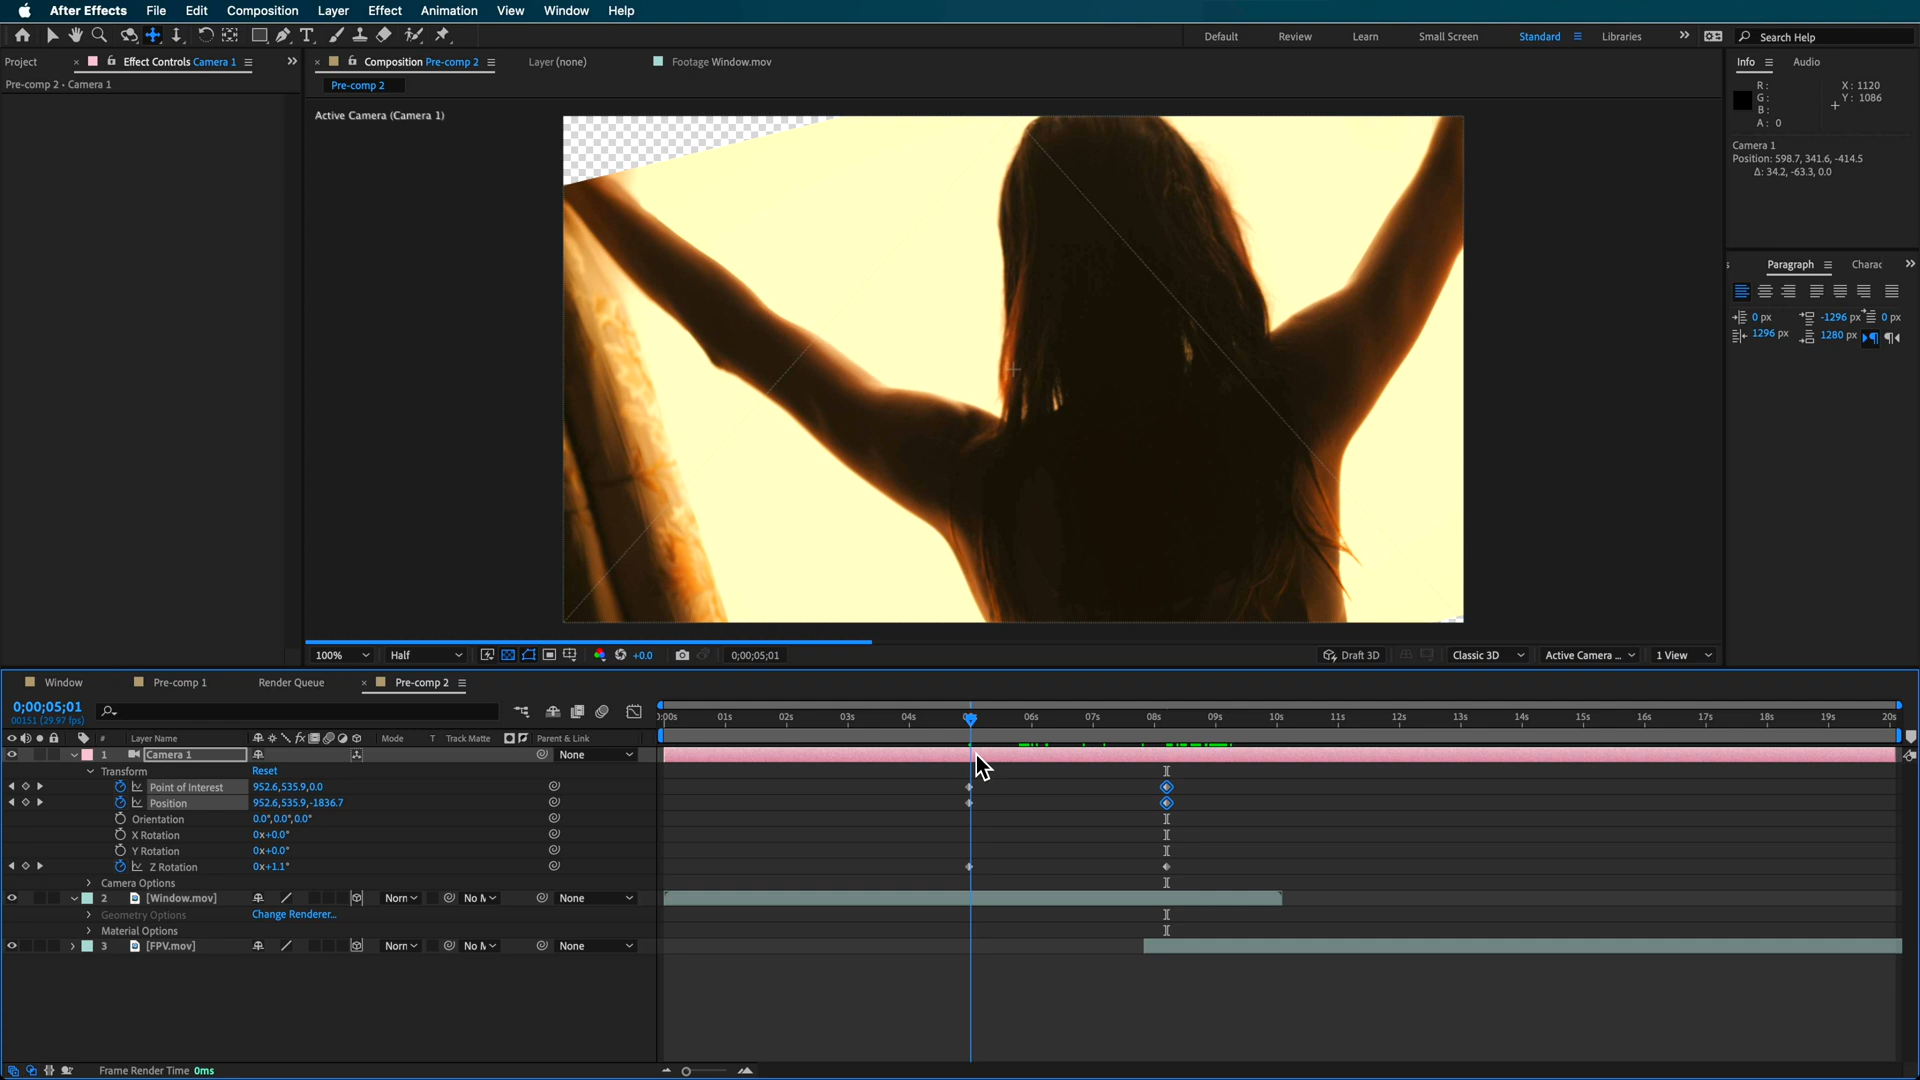 After Effects File Edit Composition Layer Effect Animation View Window Help
Default Review Learn Small Screen Standard Libraries Search Help
Project Effect Controls Camera 1 Composition Pre-comp 2 Layer (none) Footage Window.mov Info Audio
Pre-comp 2 • Camera 1 Pre-comp 2
R: X: 1120
G: Y: 1086
B:
A: 0
Active Camera (Camera 1)
Camera 1
Position: 598.7, 341.6, -414.5
Δ: 34.2, -63.3, 0.0
Paragraph Charac
0 px -1296 px 0 px
1296 px 1280 px
100% Half +0.0 0;00;05;01 Draft 3D Classic 3D Active Camera ... 1 View
Window Pre-comp 1 Render Queue Pre-comp 2
0;00;05;01
00151 (29.97 fps)
:00s 01s 02s 03s 04s 06s 07s 08s 09s 10s 11s 12s 13s 14s 15s 16s 17s 18s 19s 20s
# Layer Name Mode T Track Matte Parent & Link
1 Camera 1 None
Transform Reset
Point of Interest 952.6,535.9,0.0
Position 952.6,535.9,-1836.7
Orientation 0.0°,0.0°,0.0°
X Rotation 0x+0.0°
Y Rotation 0x+0.0°
Z Rotation 0x+1.1°
Camera Options
2 [Window.mov] Norn No N None
Geometry Options Change Renderer...
Material Options
3 [FPV.mov] Norn No N None
Frame Render Time 0ms